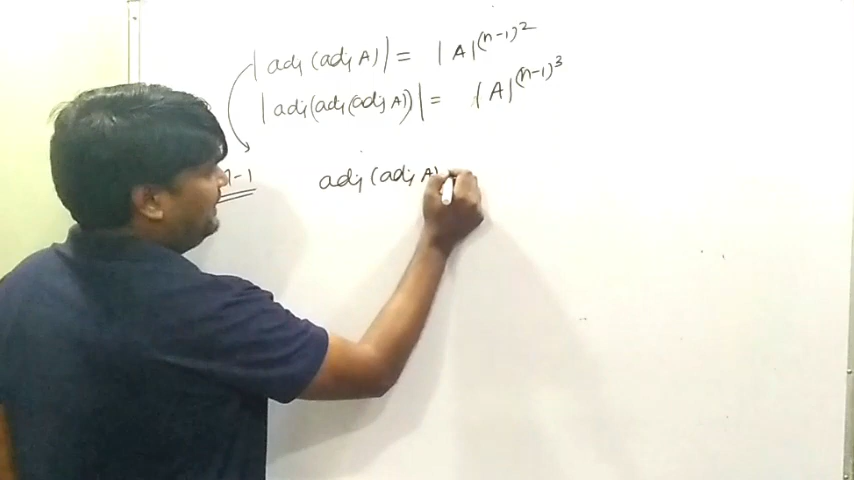 |adj (adj A)| = |A|^(n-1)^2
|adj(adj(adj A))| = |A|^(n-1)^3
-1 adj (adj A) =